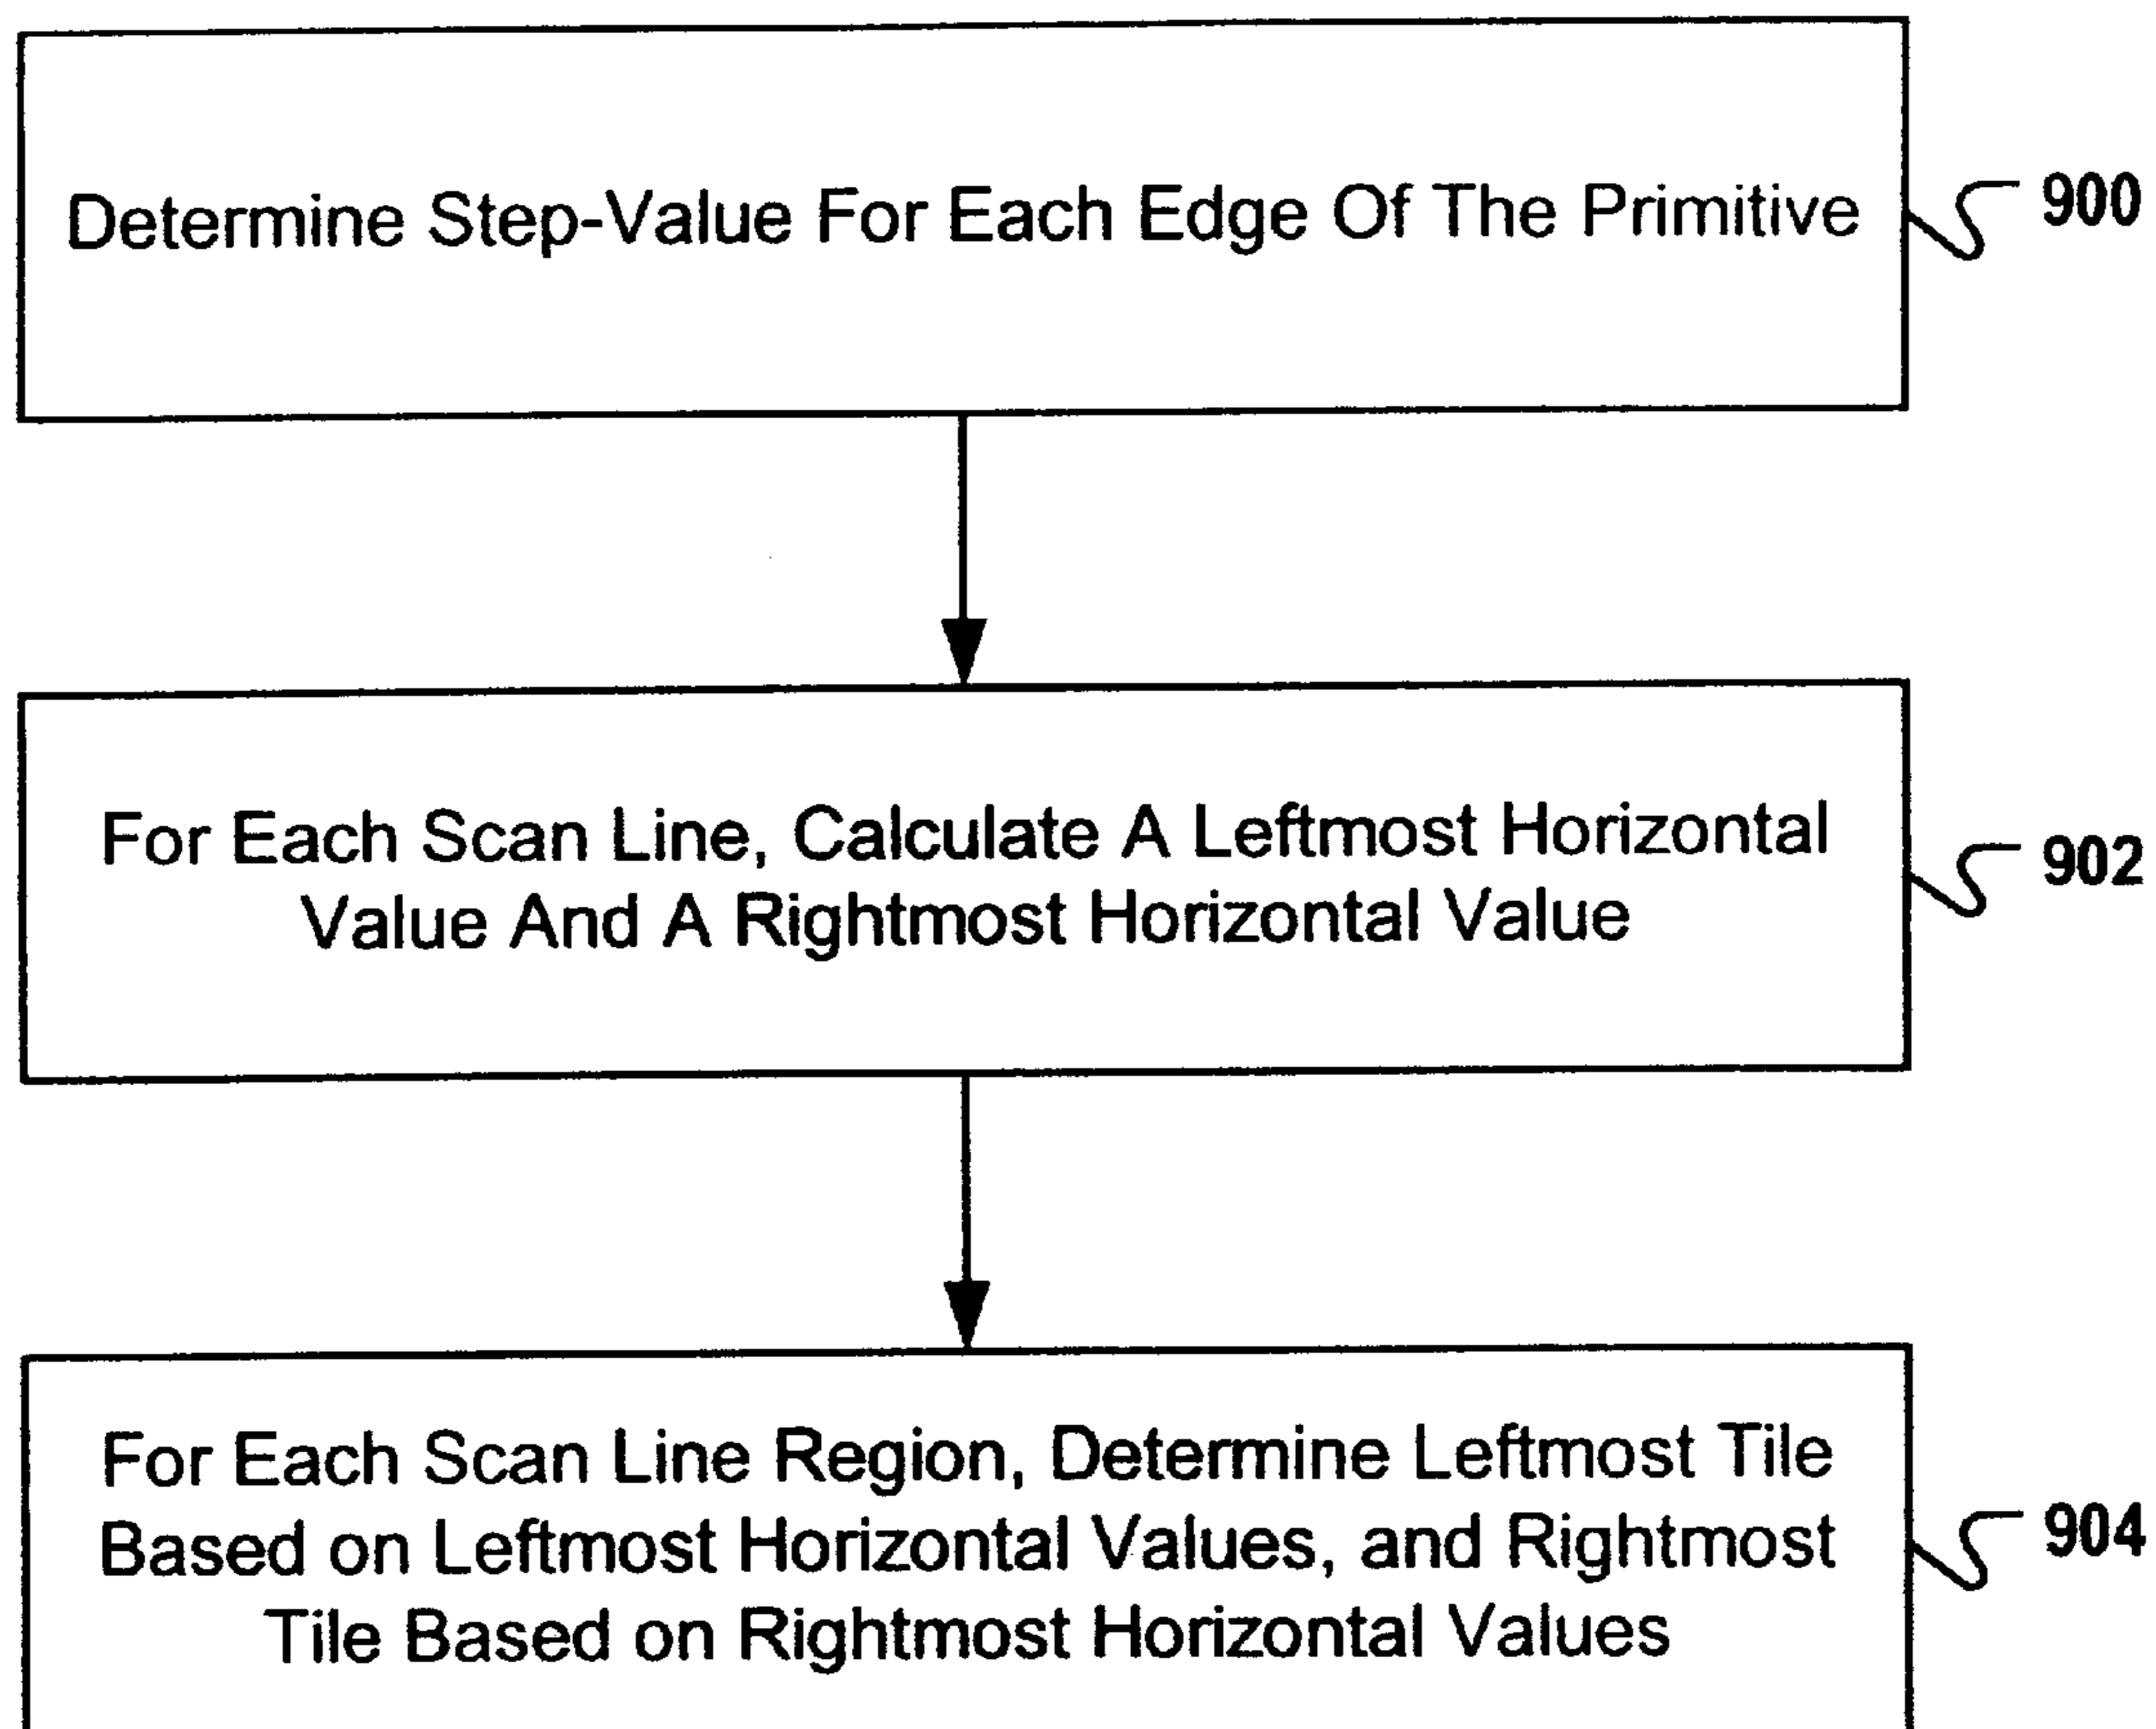 Determine Step-Value For Each Edge Of The Primitive
900
For Each Scan Line, Calculate A Leftmost Horizontal
Value And A Rightmost Horizontal Value
902
For Each Scan Line Region, Determine Leftmost Tile
Based on Leftmost Horizontal Values, and Rightmost
Tile Based on Rightmost Horizontal Values
904